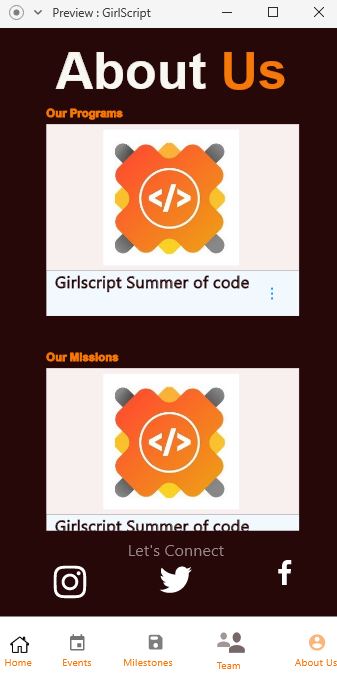 Preview : GirlScript
About Us
Our Programs
</>
Girlscript Summer of code
Our Missions
</>
Girlscript Summer of code
Let's Connect
Home Events Milestones Team About Us